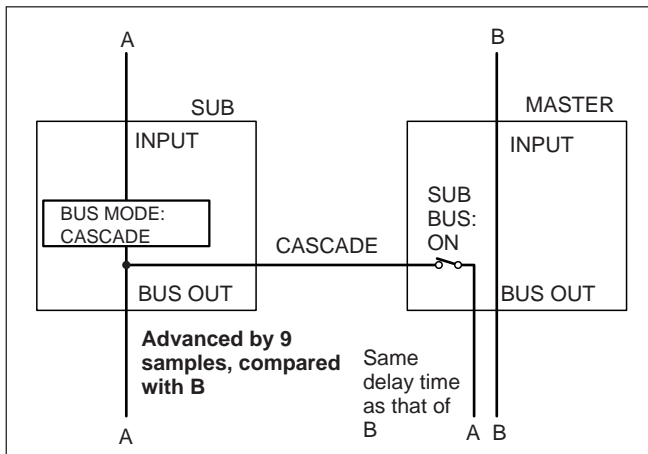 A
B
SUB
MASTER
INPUT
INPUT
BUS MODE:
CASCADE
SUB
BUS:
ON
CASCADE
BUS OUT
BUS OUT
Advanced by 9
samples, compared
with B
Same
delay time
as that of
B
A
A B